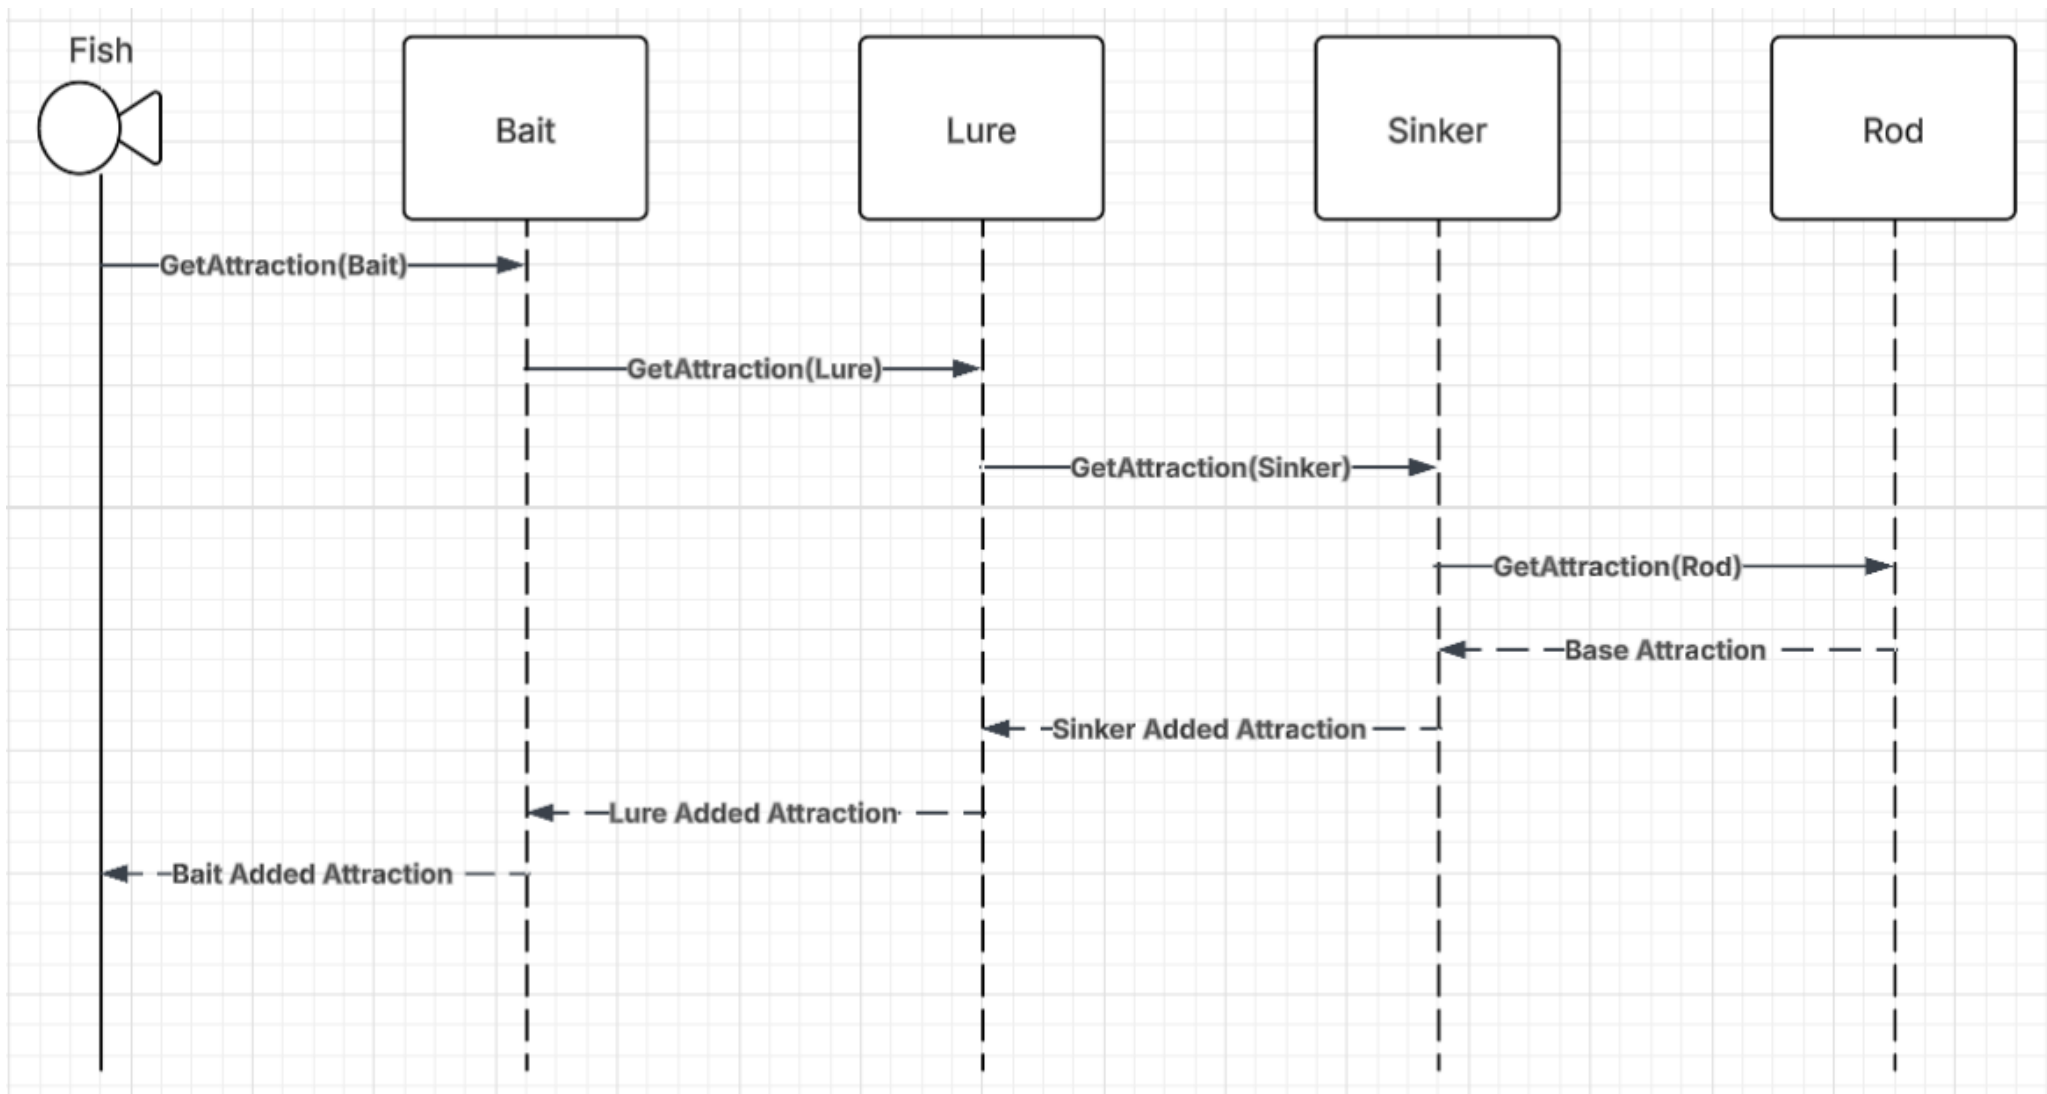 Fish
Bait
Lure
Sinker
Rod
GetAttraction(Bait)
GetAttraction(Lure)
GetAttraction(Sinker)
GetAttraction(Rod)
Base Attraction
Sinker Added Attraction
Lure Added Attraction
Bait Added Attraction